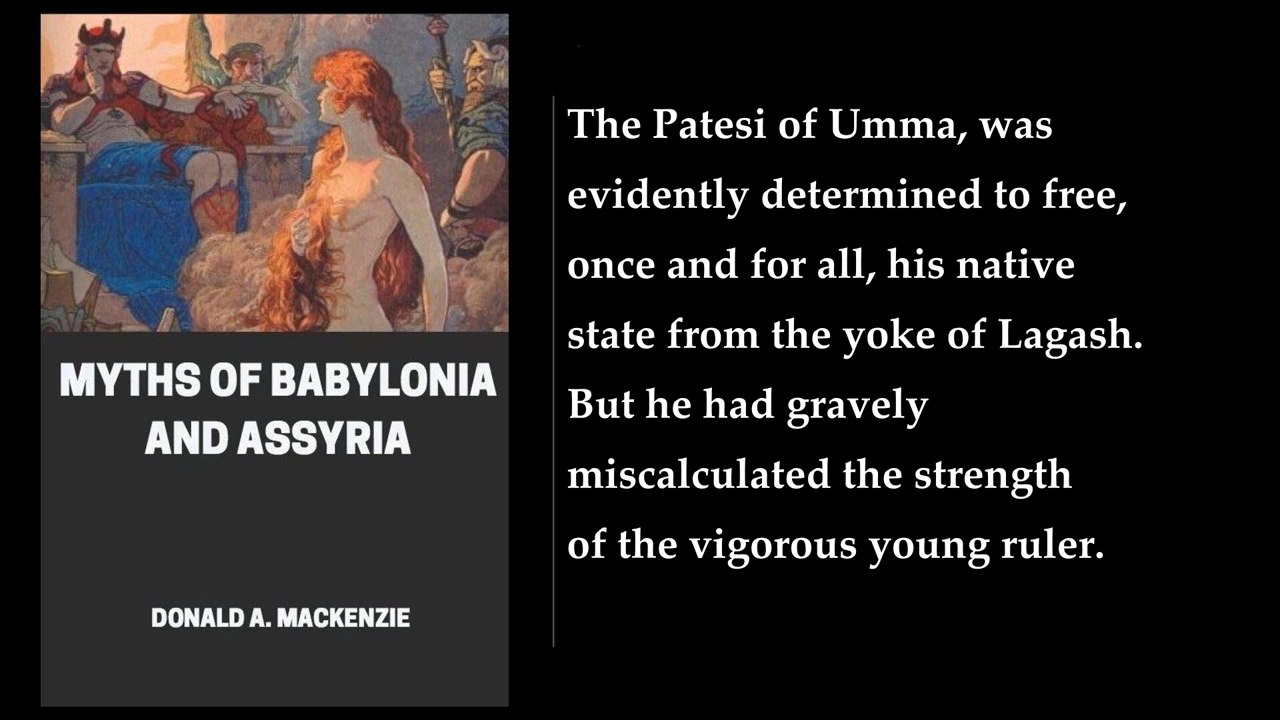 MYTHS OF BABYLONIA
AND ASSYRIA
DONALD A. MACKENZIE
The Patesi of Umma, was
evidently determined to free,
once and for all, his native
state from the yoke of Lagash.
But he had gravely
miscalculated the strength
of the vigorous young ruler.